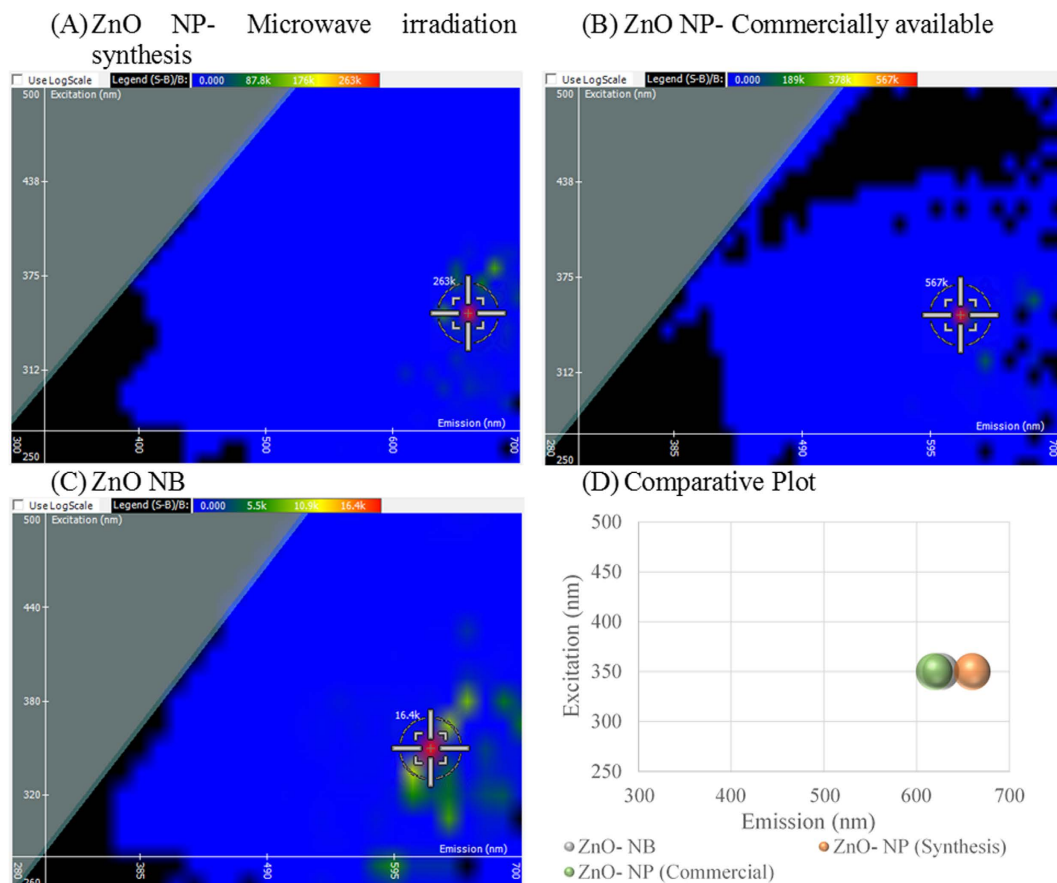 (A) ZnO NP- Microwave irradiation
synthesis
(B) ZnO NP- Commercially available
Use LogScale Legend (S-B)/B: 0.000 87.8k 176k 263k
500 Excitation (nm)
438
375
263k
312
Emission (nm)
300 400 500 600 700
250
Use LogScale Legend (S-B)/B: 0.000 189k 378k 567k
500 Excitation (nm)
438
375
567k
312
Emission (nm)
280 385 490 595 700
250
(C) ZnO NB
Use LogScale Legend (S-B)/B: 0.000 5.5k 10.9k 16.4k
500 Excitation (nm)
440
380
16.4k
320
Emission (nm)
280 385 490 595 700
260
(D) Comparative Plot
500
450
400
350
300
250
Excitation (nm)
300 400 500 600 700
Emission (nm)
ZnO- NB ZnO- NP (Synthesis)
ZnO- NP (Commercial)